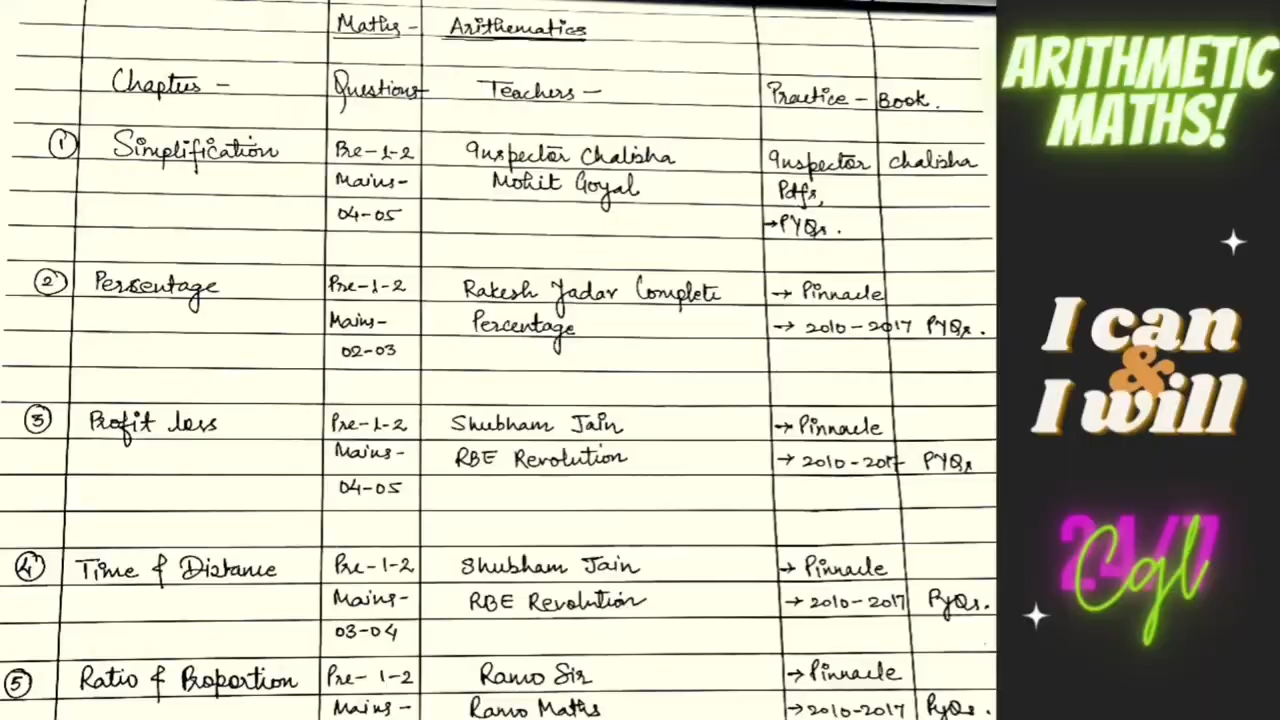 Maths - Arithematics
Chapters - Questions - Teachers - Practice - Book.
① Simplification Pre-1-2 Inspector Chalisha Inspector chalisha
Mains- Mohit Goyal Pdfs,
04-05 →PYQs.
② Persentage Pre-1-2 Rakesh Yadav Complete → Pinnacle
Mains- Percentage → 2010-2017 PYQs.
02-03
③ Profit loss Pre-1-2 Shubham Jain → Pinnacle
Mains- RBE Revolution → 2010-2017 PYQs
04-05
④ Time & Distance Pre-1-2 Shubham Jain → Pinnacle
Mains- RBE Revolution → 2010-2017 PyQs.
03-04
⑤ Ratio & Proportion Pre-1-2 Ramo Sir → Pinnacle
Mains- Ramo Maths → 2010-2017 PyQs.
ARITHMETIC
MATHS!
I can
&
I will
24/7
Cgl